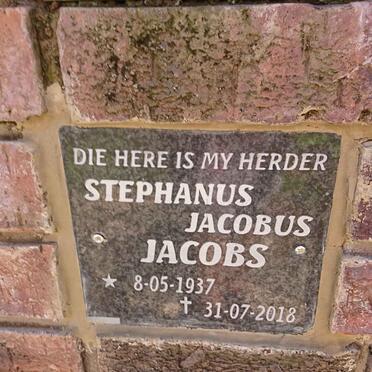 DIE HERE IS MY HERDER
STEPHANUS
JACOBUS
JACOBS
★ 8-05-1937
✝ 31-07-2018